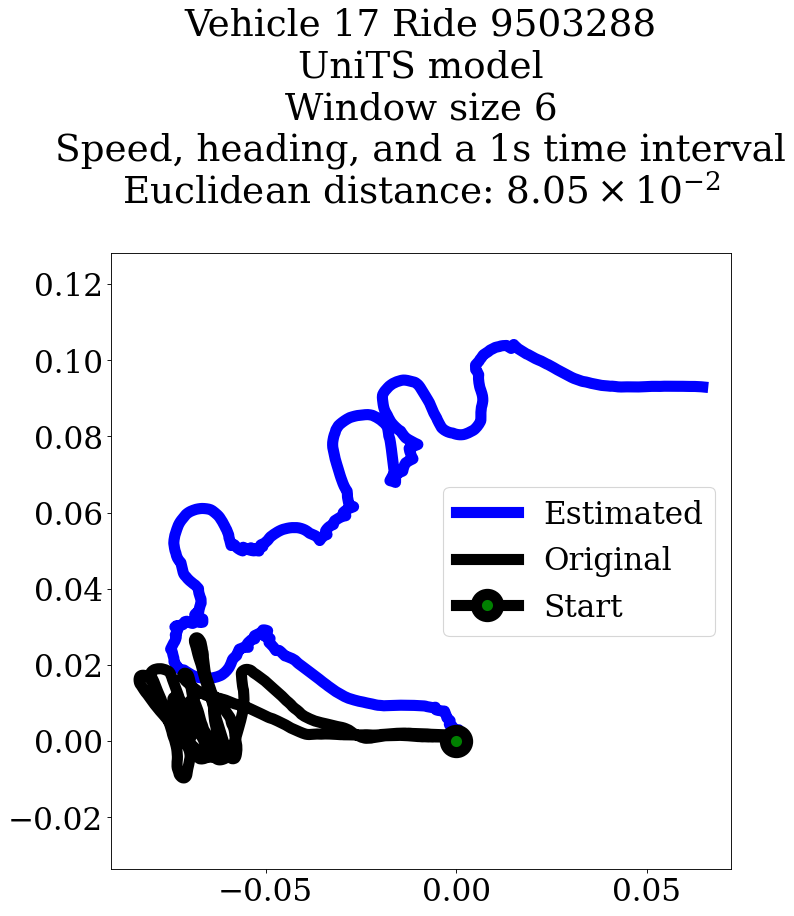 Vehicle 17 Ride 9503288
UniTS model
Window size 6
Speed, heading, and a 1s time interval
Euclidean distance: 8.05 × 10⁻²
0.12
0.10
0.08
0.06
0.04
0.02
0.00
−0.02
Estimated
Original
Start
−0.05
0.00
0.05